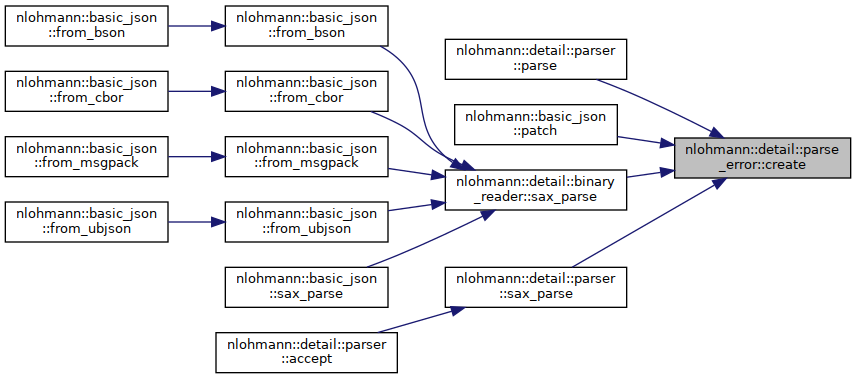 nlohmann::basic_json
::from_bson
nlohmann::basic_json
::from_bson
nlohmann::detail::parser
::parse
nlohmann::basic_json
::from_cbor
nlohmann::basic_json
::from_cbor
nlohmann::basic_json
::patch
nlohmann::basic_json
::from_msgpack
nlohmann::basic_json
::from_msgpack
nlohmann::detail::parse
_error::create
nlohmann::detail::binary
_reader::sax_parse
nlohmann::basic_json
::from_ubjson
nlohmann::basic_json
::from_ubjson
nlohmann::basic_json
::sax_parse
nlohmann::detail::parser
::sax_parse
nlohmann::detail::parser
::accept